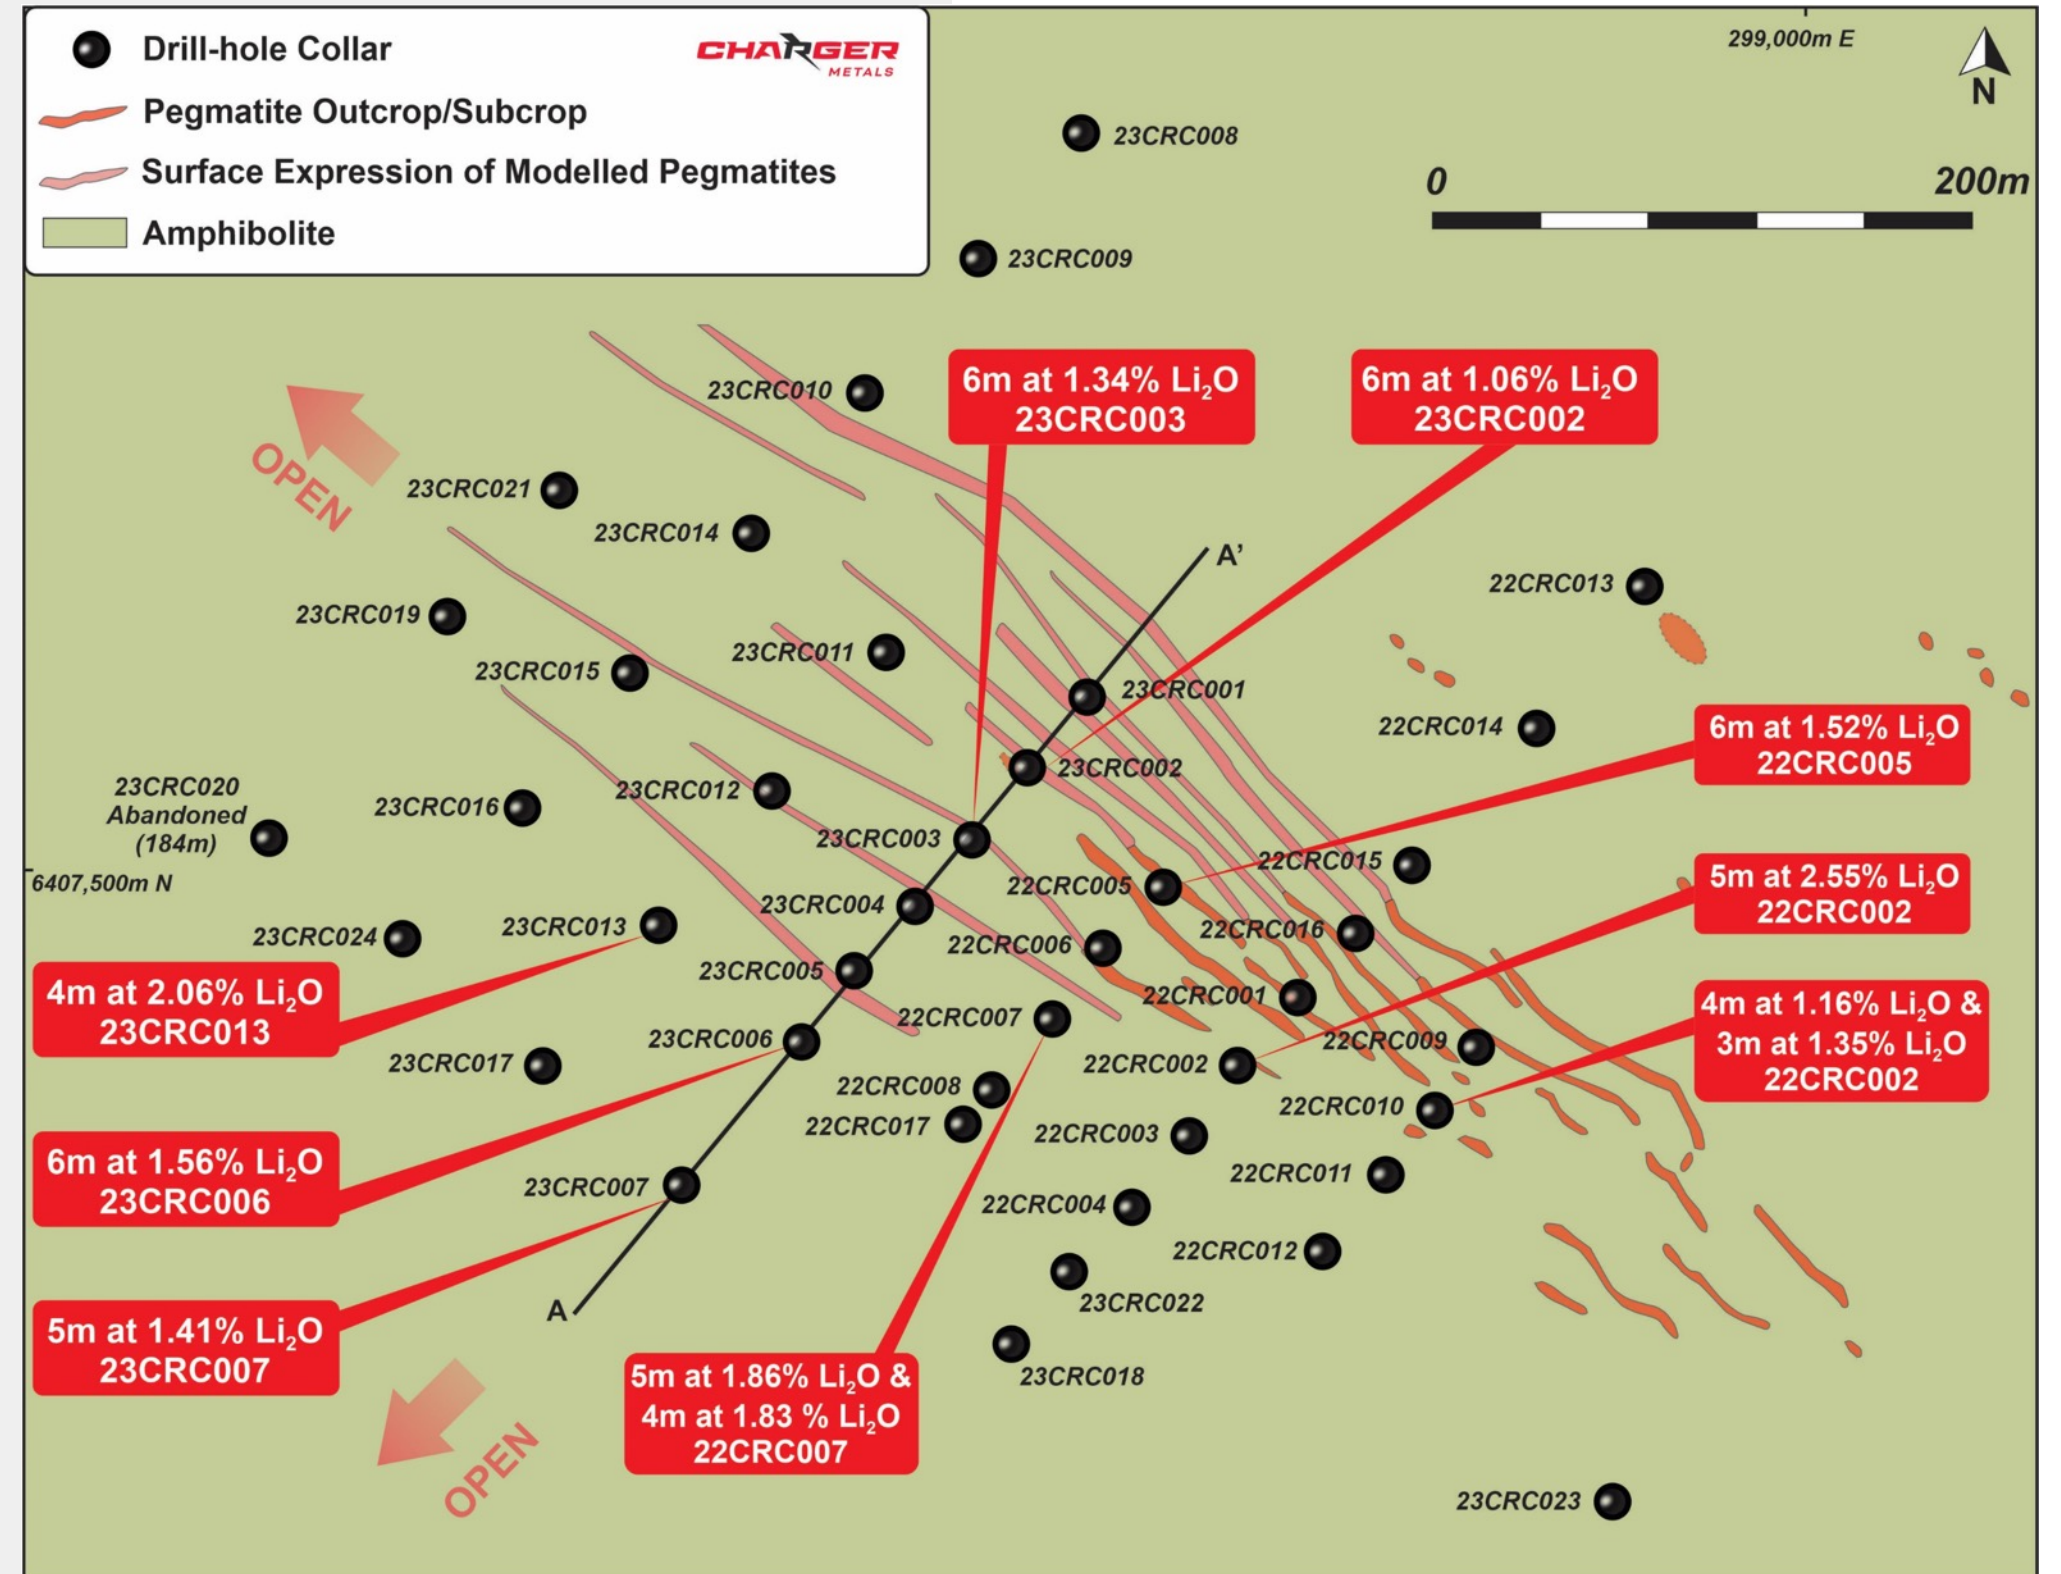 Drill-hole Collar
CHARGER
METALS
Pegmatite Outcrop/Subcrop
Surface Expression of Modelled Pegmatites
Amphibolite
299,000m E
N
0 200m
23CRC008
23CRC009
6m at 1.34% Li₂O
23CRC003
6m at 1.06% Li₂O
23CRC002
23CRC010
OPEN
23CRC021
23CRC014
A'
22CRC013
23CRC019
23CRC011
23CRC015
23CRC001
22CRC014
6m at 1.52% Li₂O
22CRC005
23CRC002
23CRC020
Abandoned
(184m)
23CRC016
23CRC012
23CRC003
22CRC015
6407,500m N
22CRC005
5m at 2.55% Li₂O
22CRC002
23CRC004
23CRC024
23CRC013
22CRC006
22CRC016
23CRC005
22CRC001
4m at 2.06% Li₂O
23CRC013
22CRC007
4m at 1.16% Li₂O &
3m at 1.35% Li₂O
22CRC002
23CRC006
22CRC009
23CRC017
22CRC008
22CRC002
22CRC017
22CRC003
22CRC010
6m at 1.56% Li₂O
23CRC006
23CRC007
22CRC004
22CRC011
22CRC012
A
23CRC022
5m at 1.41% Li₂O
23CRC007
23CRC018
5m at 1.86% Li₂O &
4m at 1.83 % Li₂O
22CRC007
OPEN
23CRC023